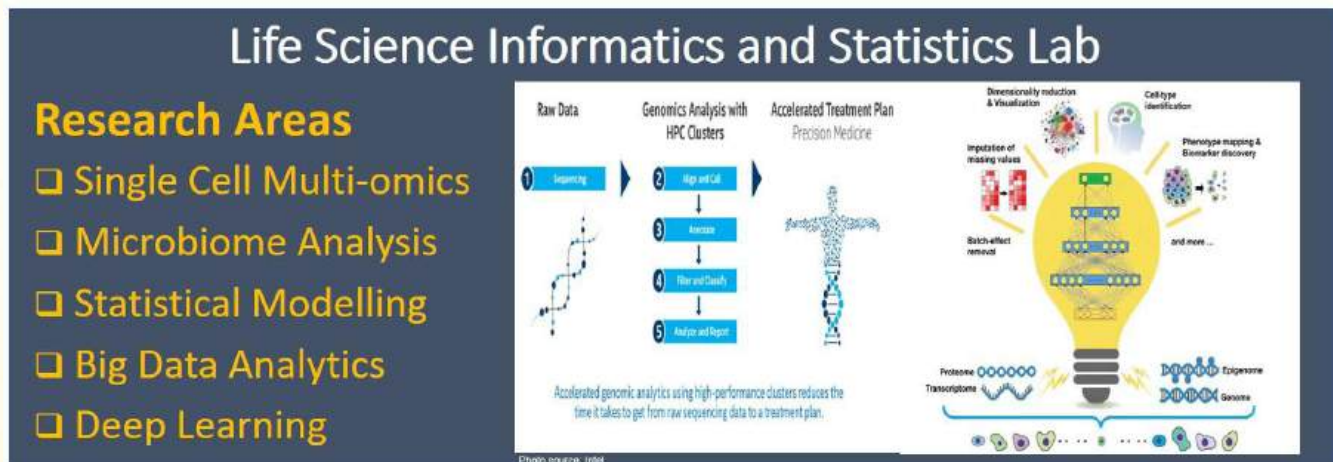 Life Science Informatics and Statistics Lab
Research Areas
Single Cell Multi-omics
Microbiome Analysis
Statistical Modelling
Big Data Analytics
Deep Learning
Raw Data
Genomics Analysis with
HPC Clusters
Accelerated Treatment Plan
Precision Medicine
1 Sequencing
2 Align and Call
3 Annotate
4 Filter and Classify
5 Analyze and Report
Accelerated genomic analytics using high-performance clusters reduces the
time it takes to get from raw sequencing data to a treatment plan.
Photo source: Intel
Dimensionality reduction
& Visualization
Cell-type
identification
Imputation of
missing values
Phenotype mapping &
Biomarker discovery
Batch-effect
removal
and more ...
Proteome
Transcriptome
Epigenome
Genome